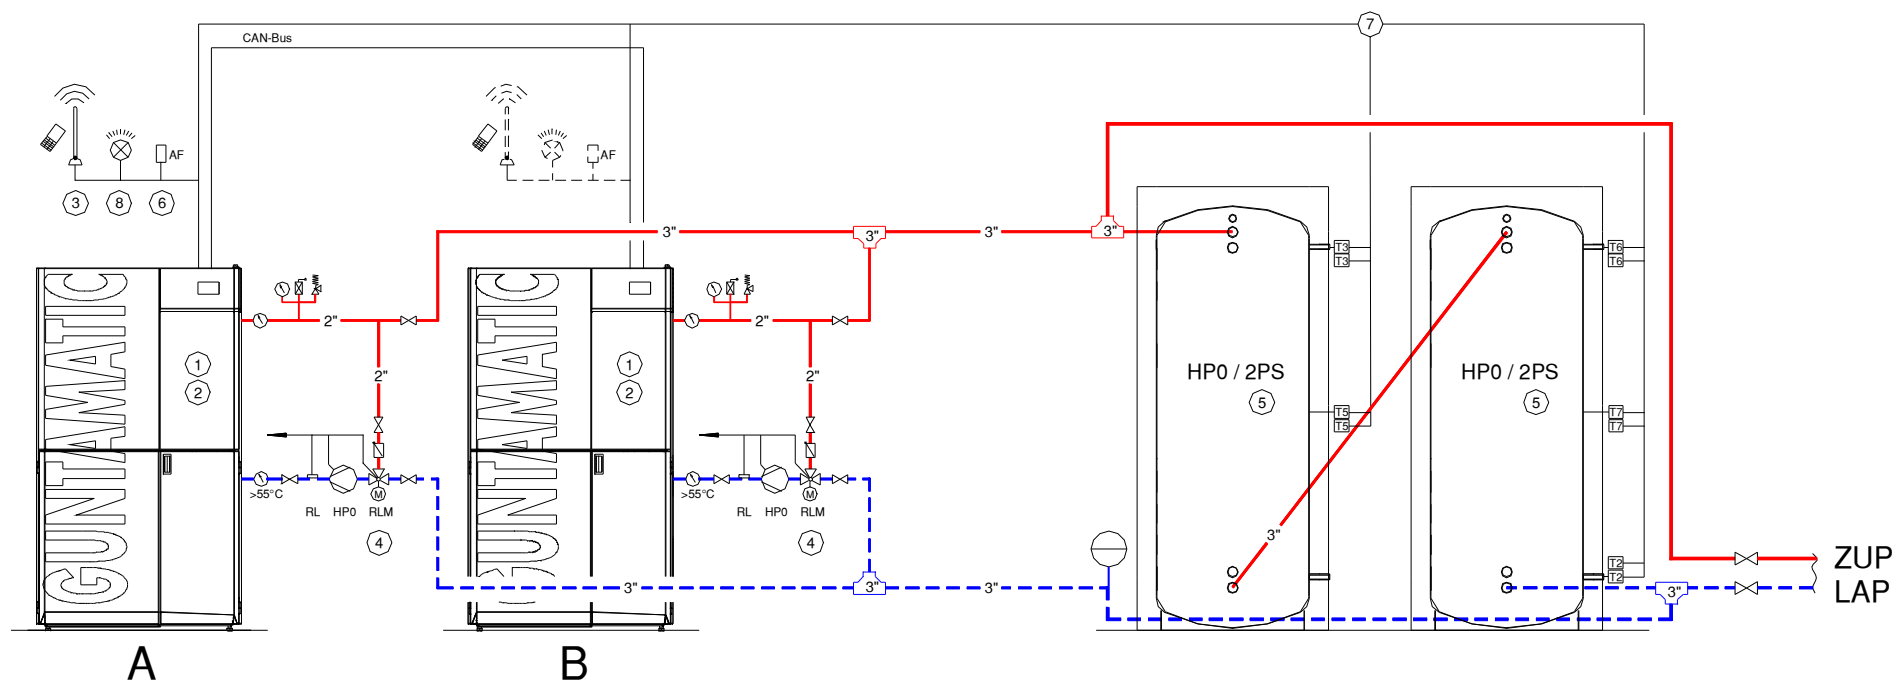 7
CAN-Bus
AF
AF
3
8
6
3"
3"
3"
3"
T3
T3
T6
T6
GUNTAMATIC
GUNTAMATIC
2"
2"
1
2
1
2
2"
2"
HP0 / 2PS
5
HP0 / 2PS
5
T5
T5
T7
T7
>55°C
RL
HP0
M
RLM
4
>55°C
RL
HP0
M
RLM
4
3"
T2
T2
3"
3"
3"
3"
ZUP
LAP
A
B